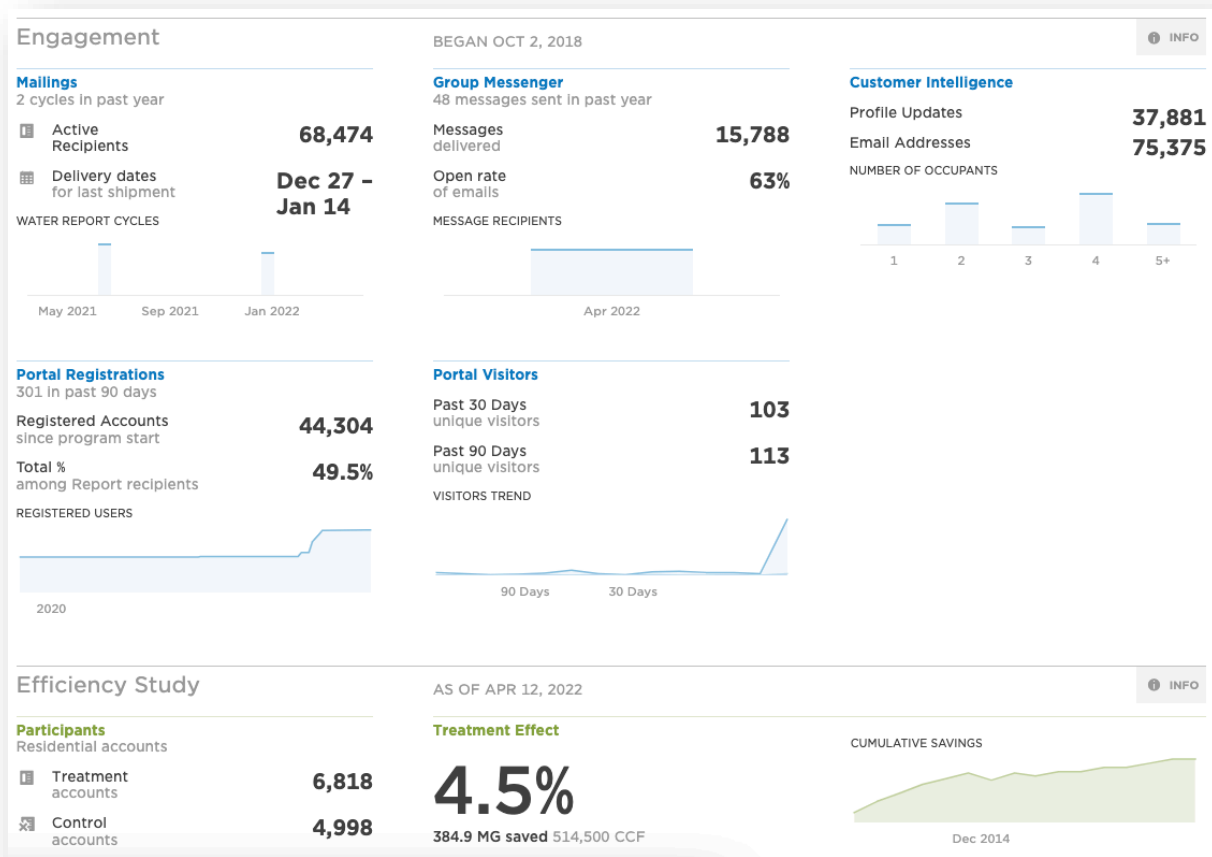 Engagement
BEGAN OCT 2, 2018
INFO
Mailings
2 cycles in past year
Active
Recipients
68,474
Delivery dates
for last shipment
Dec 27 –
Jan 14
WATER REPORT CYCLES
May 2021 Sep 2021 Jan 2022
Group Messenger
48 messages sent in past year
Messages
delivered
15,788
Open rate
of emails
63%
MESSAGE RECIPIENTS
Apr 2022
Customer Intelligence
Profile Updates
37,881
Email Addresses
75,375
NUMBER OF OCCUPANTS
1 2 3 4 5+
Portal Registrations
301 in past 90 days
Registered Accounts
since program start
44,304
Total %
among Report recipients
49.5%
REGISTERED USERS
2020
Portal Visitors
Past 30 Days
unique visitors
103
Past 90 Days
unique visitors
113
VISITORS TREND
90 Days 30 Days
Efficiency Study
AS OF APR 12, 2022
INFO
Participants
Residential accounts
Treatment
accounts
6,818
Control
accounts
4,998
Treatment Effect
4.5%
384.9 MG saved 514,500 CCF
CUMULATIVE SAVINGS
Dec 2014